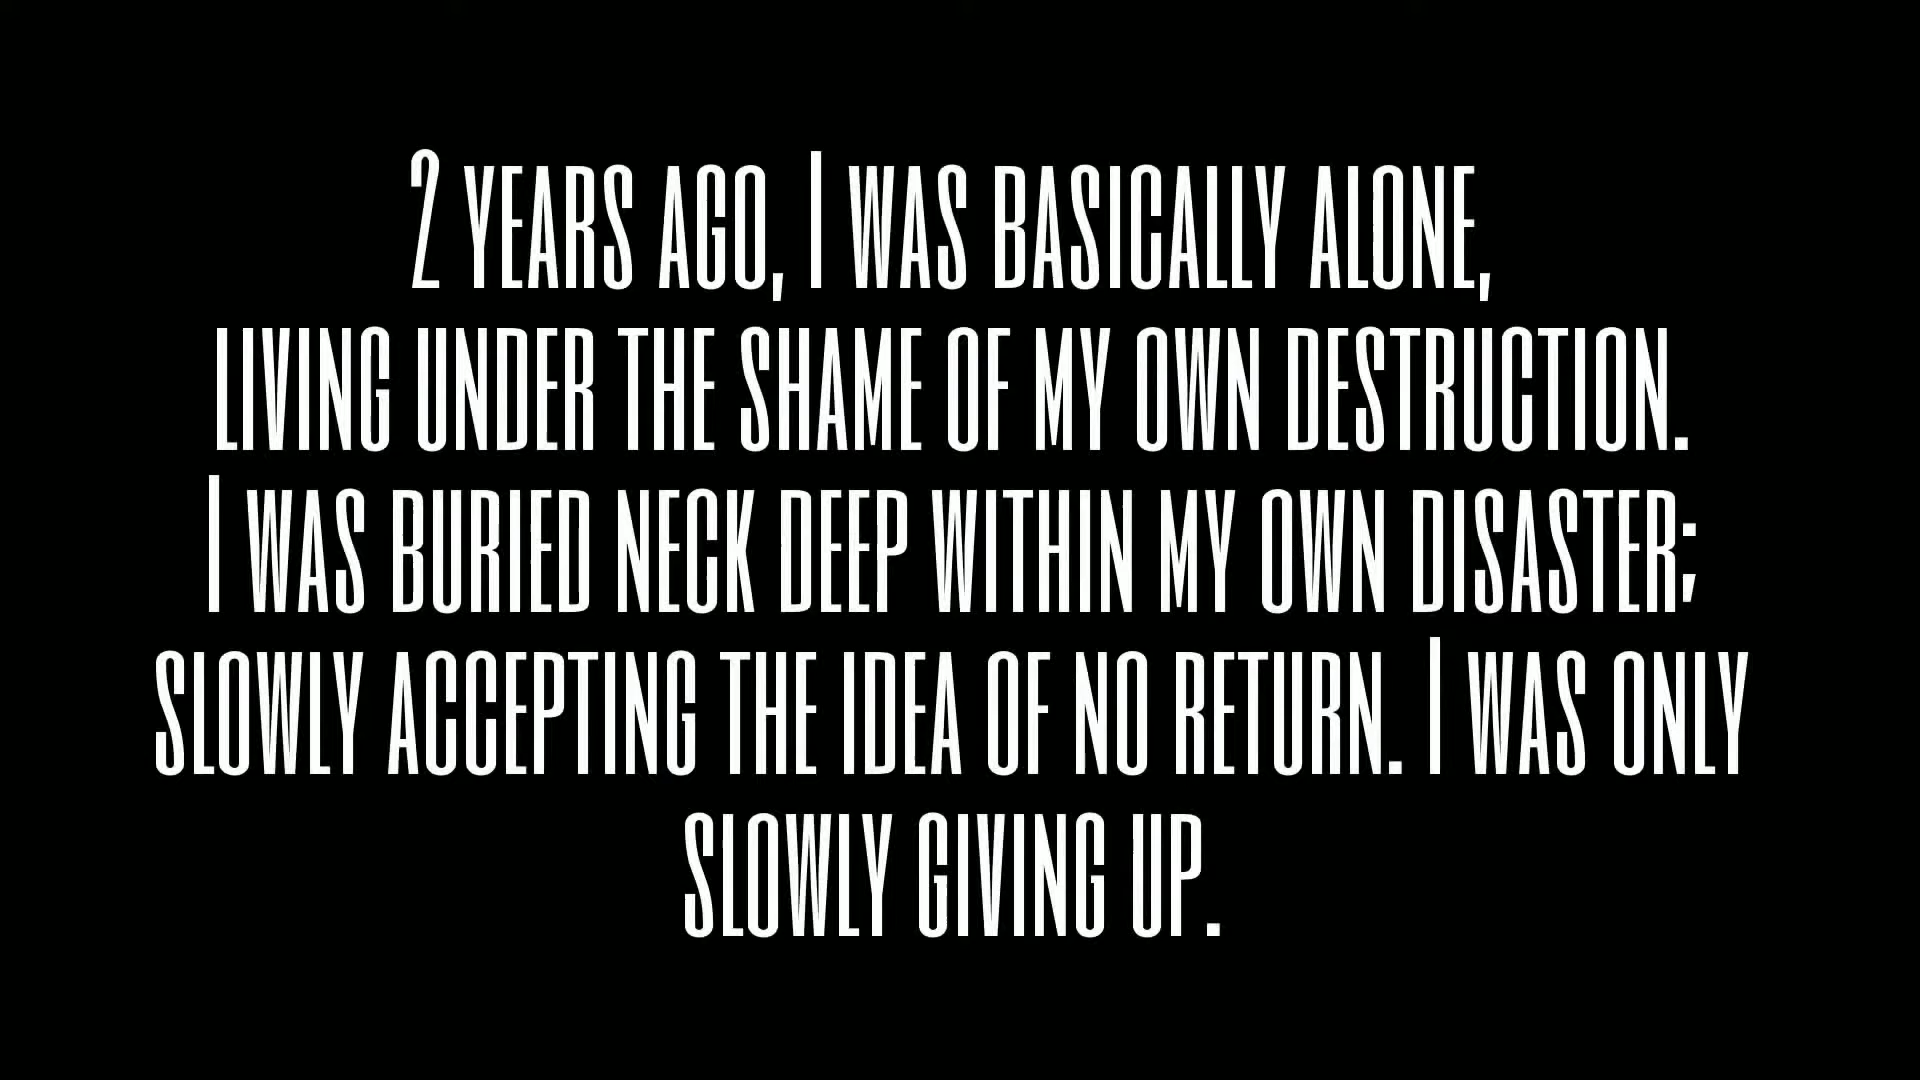 2 YEARS AGO, I WAS BASICALLY ALONE,
LIVING UNDER THE SHAME OF MY OWN DESTRUCTION.
I WAS BURIED NECK DEEP WITHIN MY OWN DISASTER;
SLOWLY ACCEPTING THE IDEA OF NO RETURN. I WAS ONLY
SLOWLY GIVING UP.